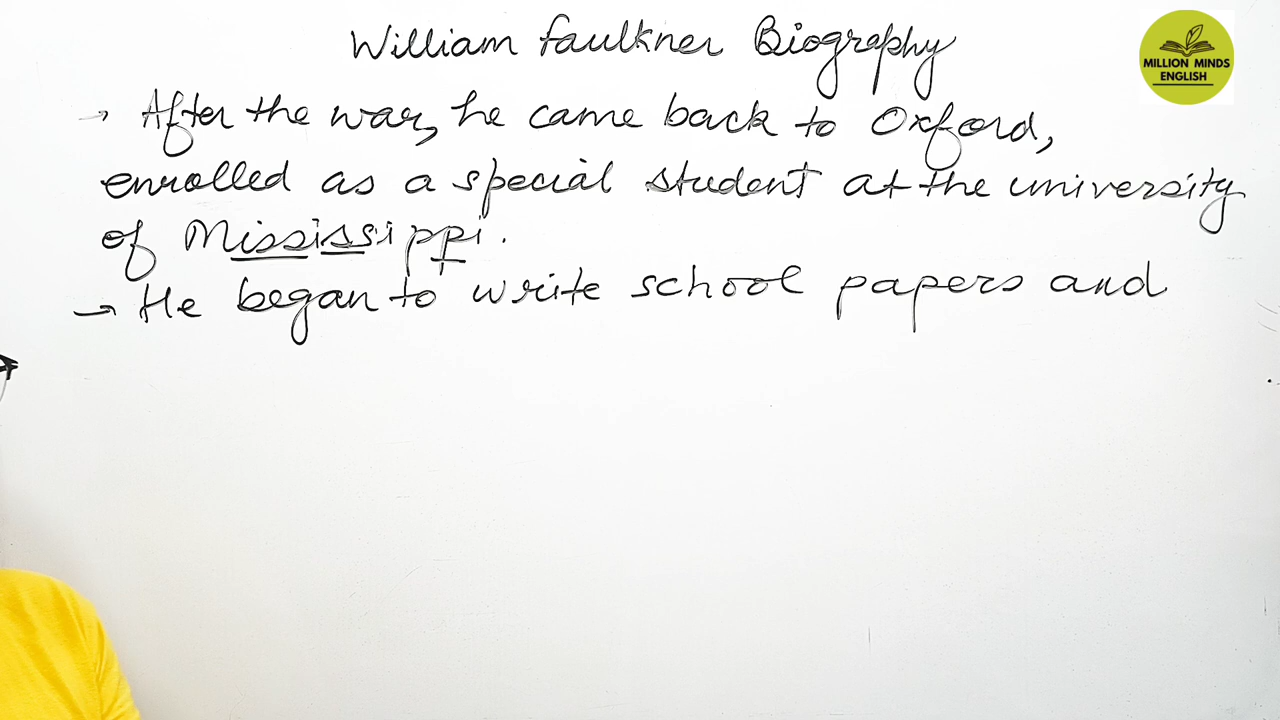 William Faulkner Biography
MILLION MINDS
ENGLISH
→ After the war, he came back to Oxford,
enrolled as a special student at the university
of Mississippi.
→ He began to write school papers and